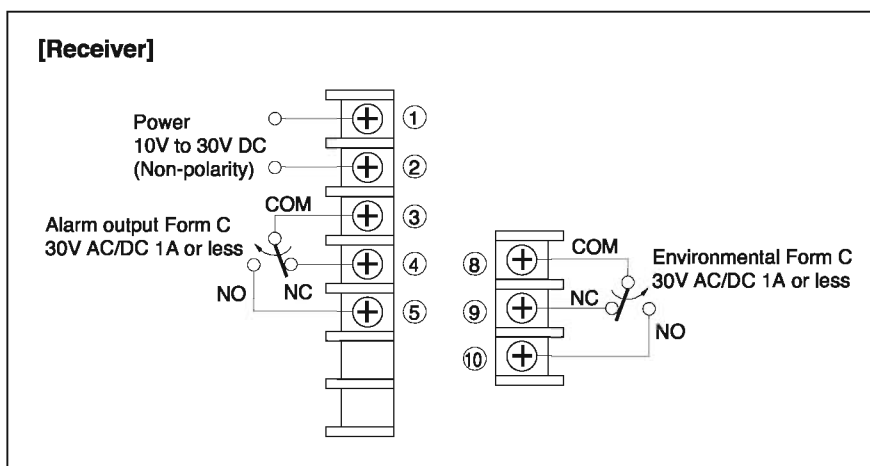 [Receiver]
Power
10V to 30V DC
(Non-polarity)
①
②
COM
③
Alarm output Form C
30V AC/DC 1A or less
④
NO
NC
⑤
COM
⑧
Environmental Form C
30V AC/DC 1A or less
NC
⑨
NO
⑩